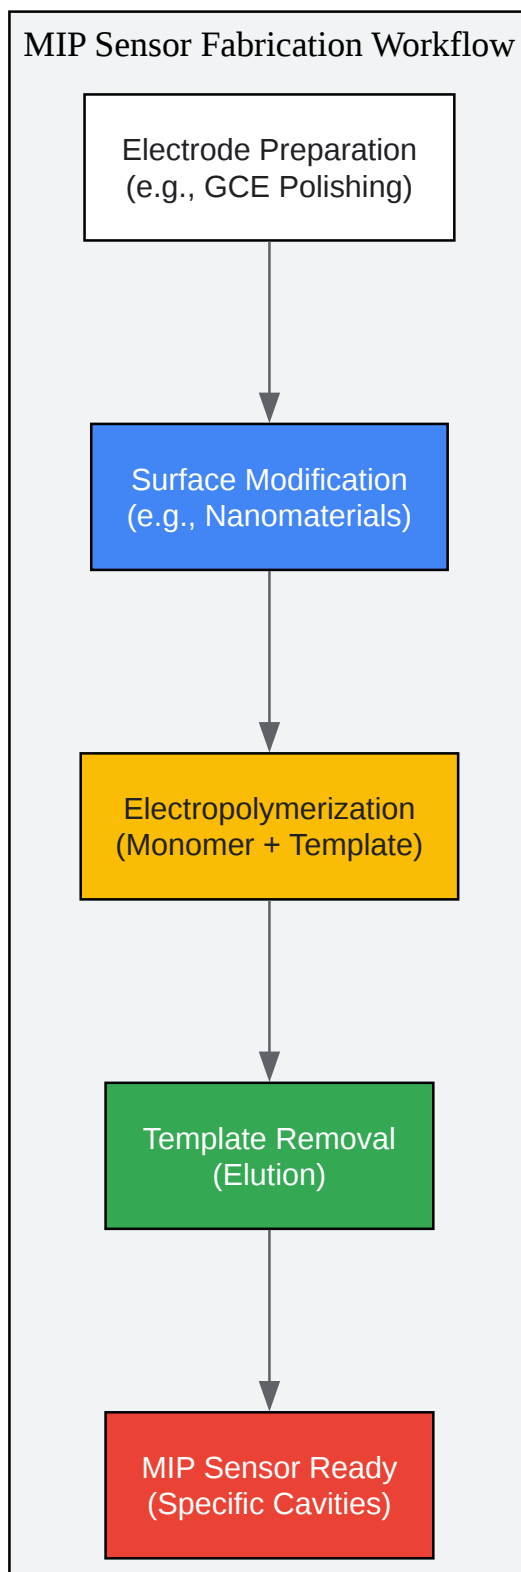 MIP Sensor Fabrication Workflow
Electrode Preparation
(e.g., GCE Polishing)
Surface Modification
(e.g., Nanomaterials)
Electropolymerization
(Monomer + Template)
Template Removal
(Elution)
MIP Sensor Ready
(Specific Cavities)